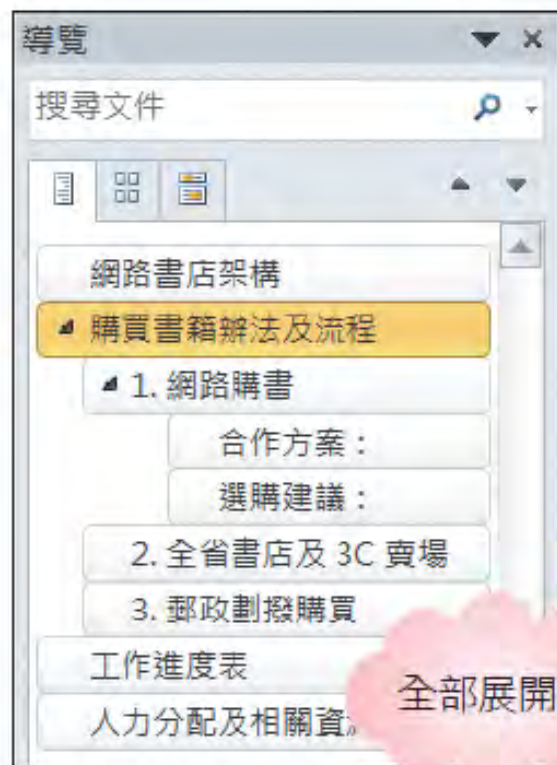 導覽
搜尋文件
網路書店架構
購買書籍辦法及流程
1. 網路購書
合作方案：
選購建議：
2. 全省書店及 3C 賣場
3. 郵政劃撥購買
工作進度表
人力分配及相關資
全部展開